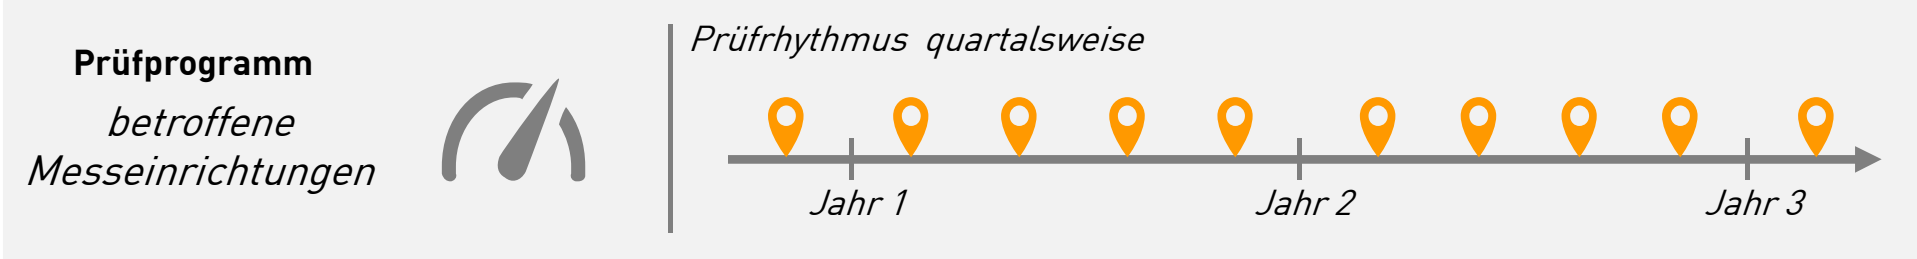 Prüfprogramm
betroffene
Messeinrichtungen
Prüfrhythmus quartalsweise
Jahr 1
Jahr 2
Jahr 3